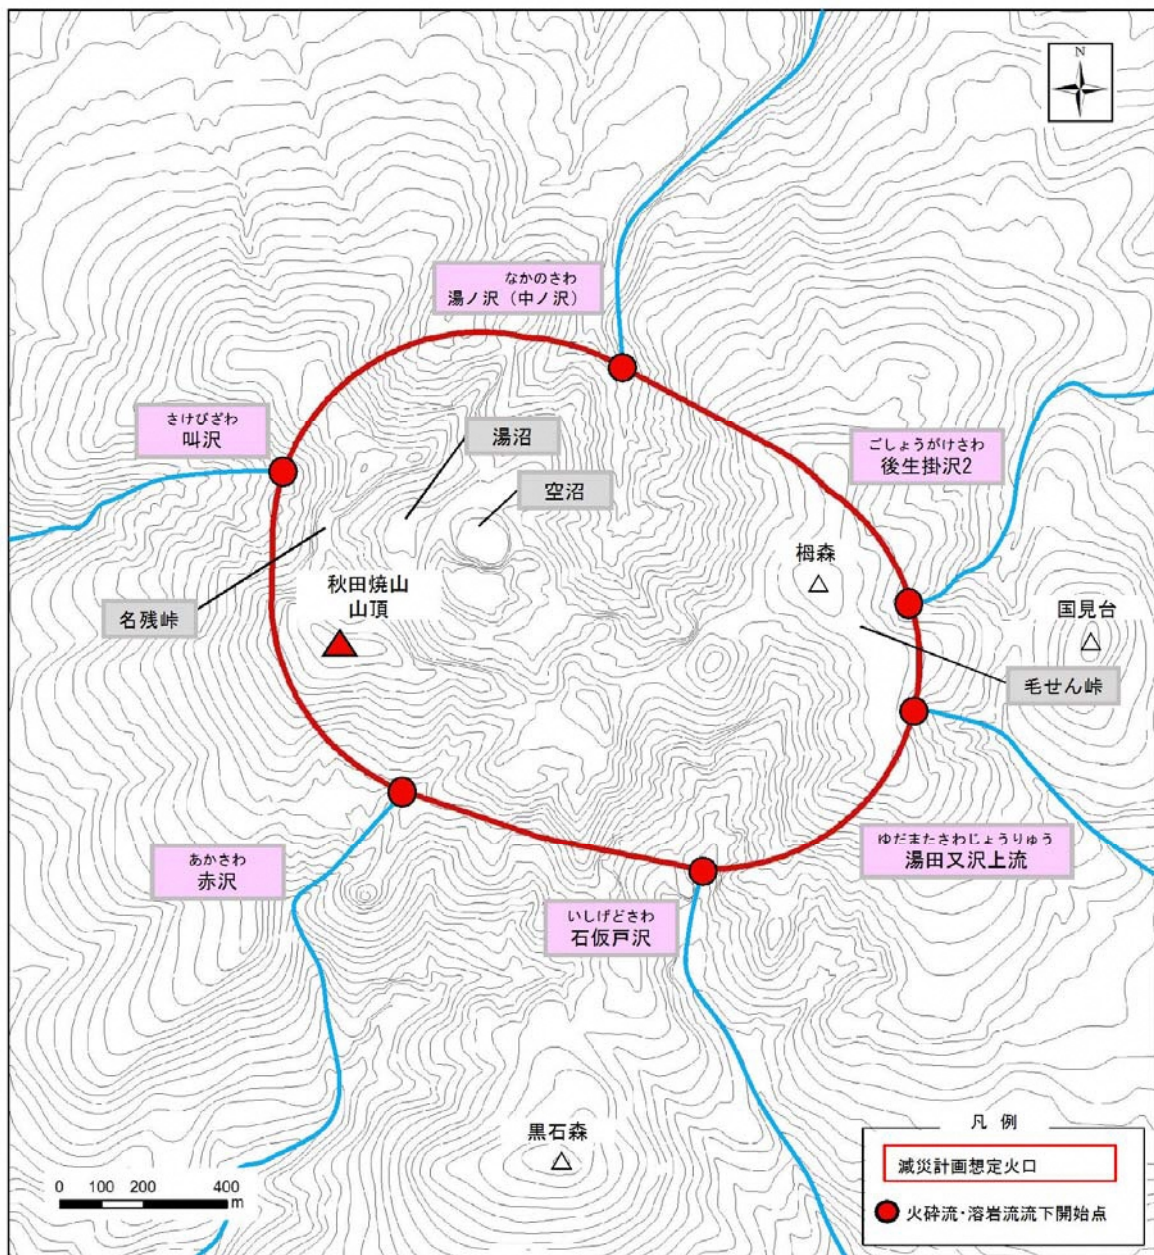 N
なかのさわ
湯ノ沢（中ノ沢）
さけびざわ
叫沢
湯沼
ごしょうがけさわ
後生掛沢2
空沼
栂森
秋田焼山
山頂
名残峠
国見台
毛せん峠
ゆだまたさわじょうりゅう
湯田又沢上流
あかさわ
赤沢
いしげどさわ
石仮戸沢
黒石森
凡 例
減災計画想定火口
火砕流・溶岩流流下開始点
0 100 200 400
m